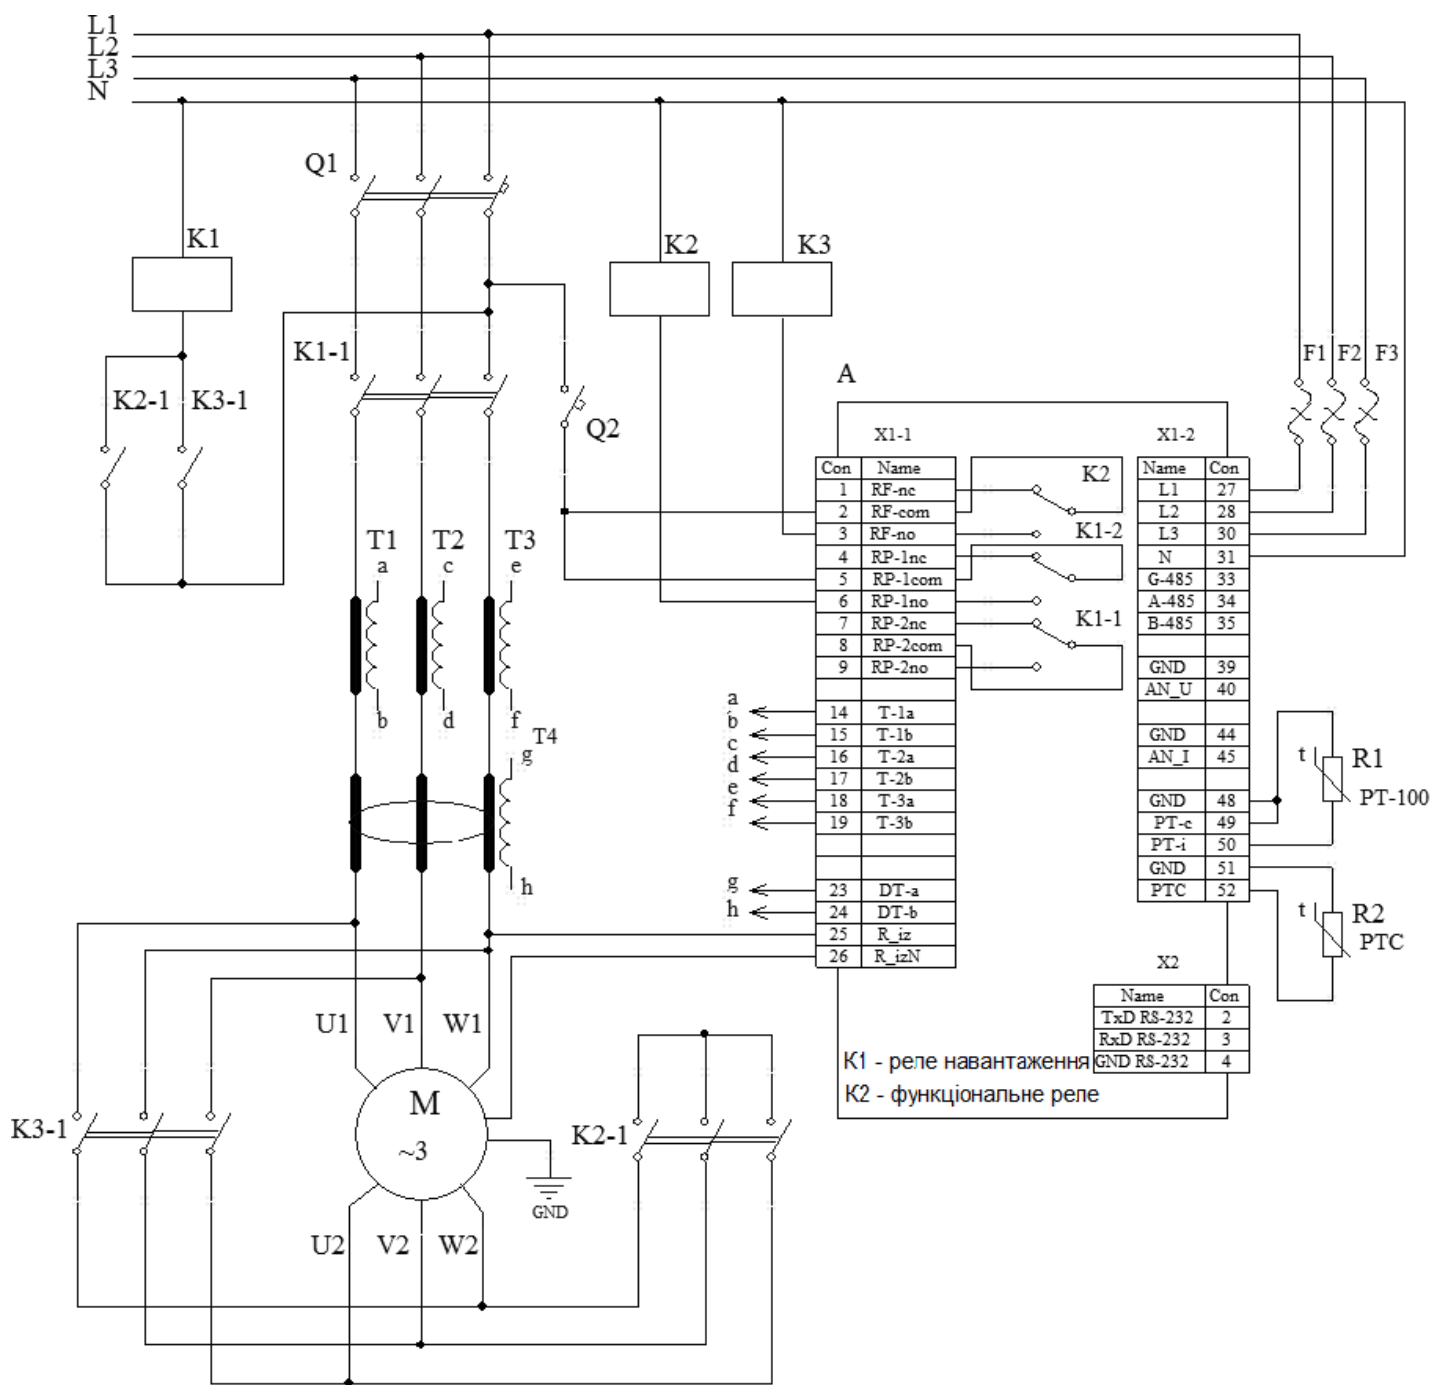 L1
L2
L3
N
Q1
K1
K2
K3
K1-1
F1 F2 F3
A
K2-1 K3-1
Q2
X1-1
X1-2
Con Name
1 RF-nc
2 RF-com
3 RF-no
4 RP-1nc
5 RP-1com
6 RP-1no
7 RP-2nc
8 RP-2com
9 RP-2no
14 T-1a
15 T-1b
16 T-2a
17 T-2b
18 T-3a
19 T-3b
23 DT-a
24 DT-b
25 R_iz
26 R_izN
K2
K1-2
K1-1
Name Con
L1 27
L2 28
L3 30
N 31
G-485 33
A-485 34
B-485 35
GND 39
AN_U 40
GND 44
AN_I 45
GND 48
PT-c 49
PT-i 50
GND 51
PTC 52
T1 T2 T3
a c e
b d f
T4
g
h
a
b
c
d
e
f
g
h
t R1
PT-100
t R2
PTC
X2
Name Con
TxD RS-232 2
RxD RS-232 3
GND RS-232 4
К1 - реле навантаження
К2 - функціональне реле
U1 V1 W1
M
~3
K3-1
K2-1
GND
U2 V2 W2